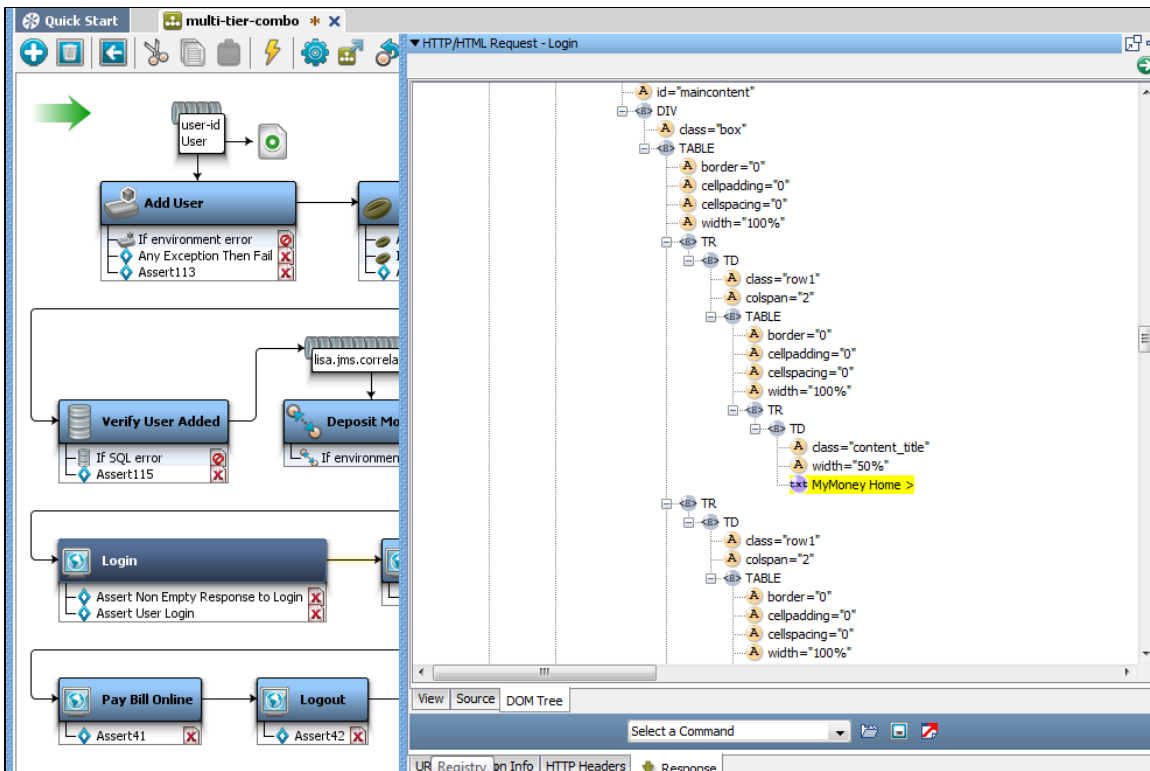 Quick Start
multi-tier-combo
HTTP/HTML Request - Login
user-id
User
Add User
If environment error
Any Exception Then Fail
Assert113
lisa.jms.correla
Verify User Added
If SQL error
Assert115
Deposit Mo
If environmen
Login
Assert Non Empty Response to Login
Assert User Login
Pay Bill Online
Assert41
Logout
Assert42
A id="maincontent"
<E> DIV
A class="box"
<E> TABLE
A border="0"
A cellpadding="0"
A cellspacing="0"
A width="100%"
<E> TR
<E> TD
A class="row1"
A colspan="2"
<E> TABLE
A border="0"
A cellpadding="0"
A cellspacing="0"
A width="100%"
<E> TR
<E> TD
A class="content_title"
A width="50%"
txt MyMoney Home >
<E> TR
<E> TD
A class="row1"
A colspan="2"
<E> TABLE
A border="0"
A cellpadding="0"
A cellspacing="0"
A width="100%"
View Source DOM Tree
Select a Command
UR Registry on Info HTTP Headers Response